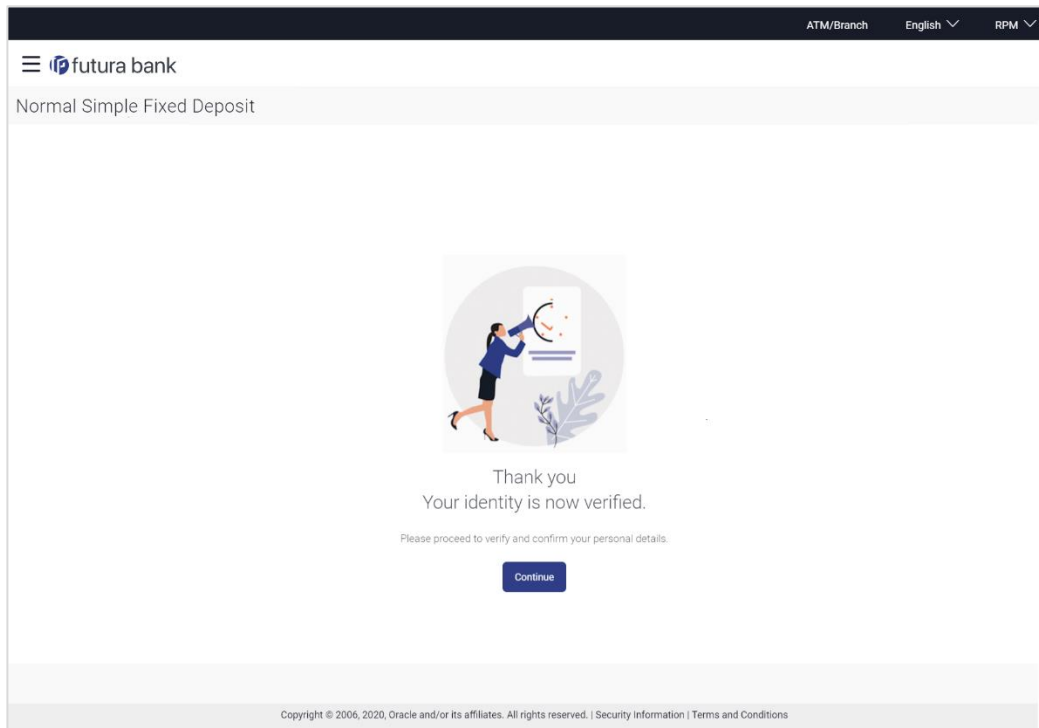 ATM/Branch English RPM
futura bank
Normal Simple Fixed Deposit
Thank you
Your identity is now verified.
Please proceed to verify and confirm your personal details.
Continue
Copyright © 2006, 2020, Oracle and/or its affiliates. All rights reserved. | Security Information | Terms and Conditions